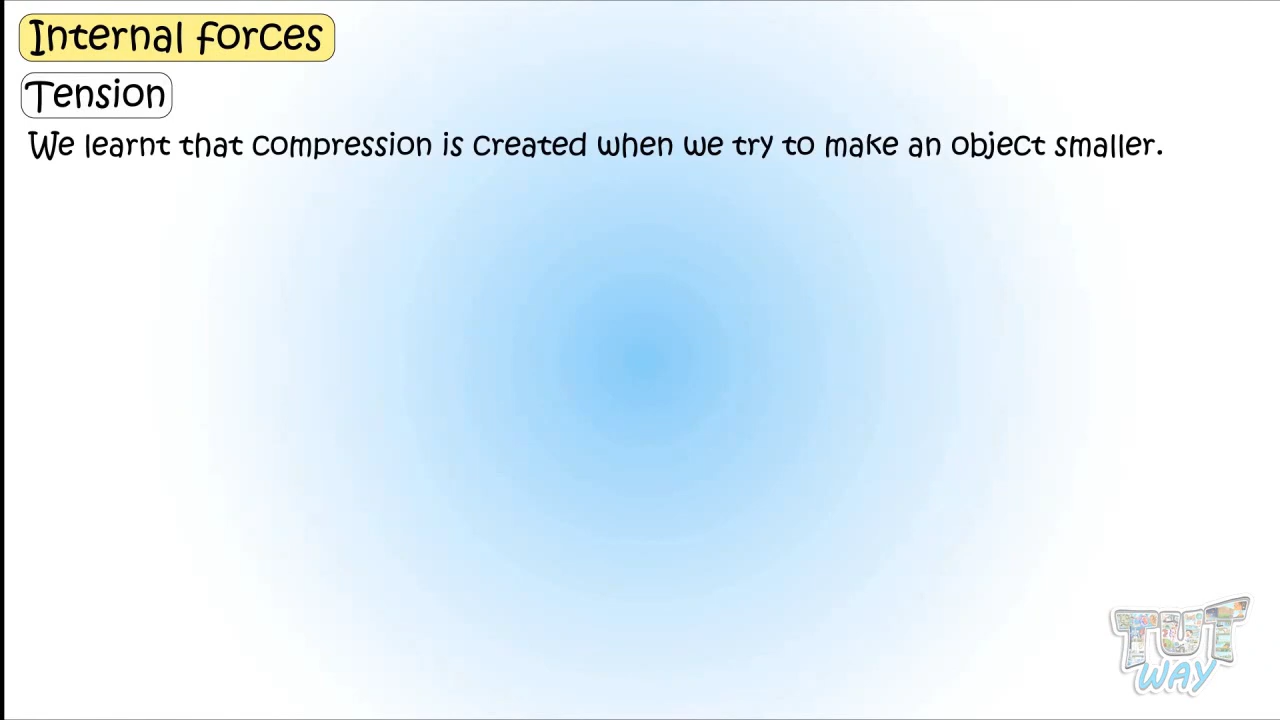 Internal forces
Tension
We learnt that compression is created when we try to make an object smaller.
TUT
WAY